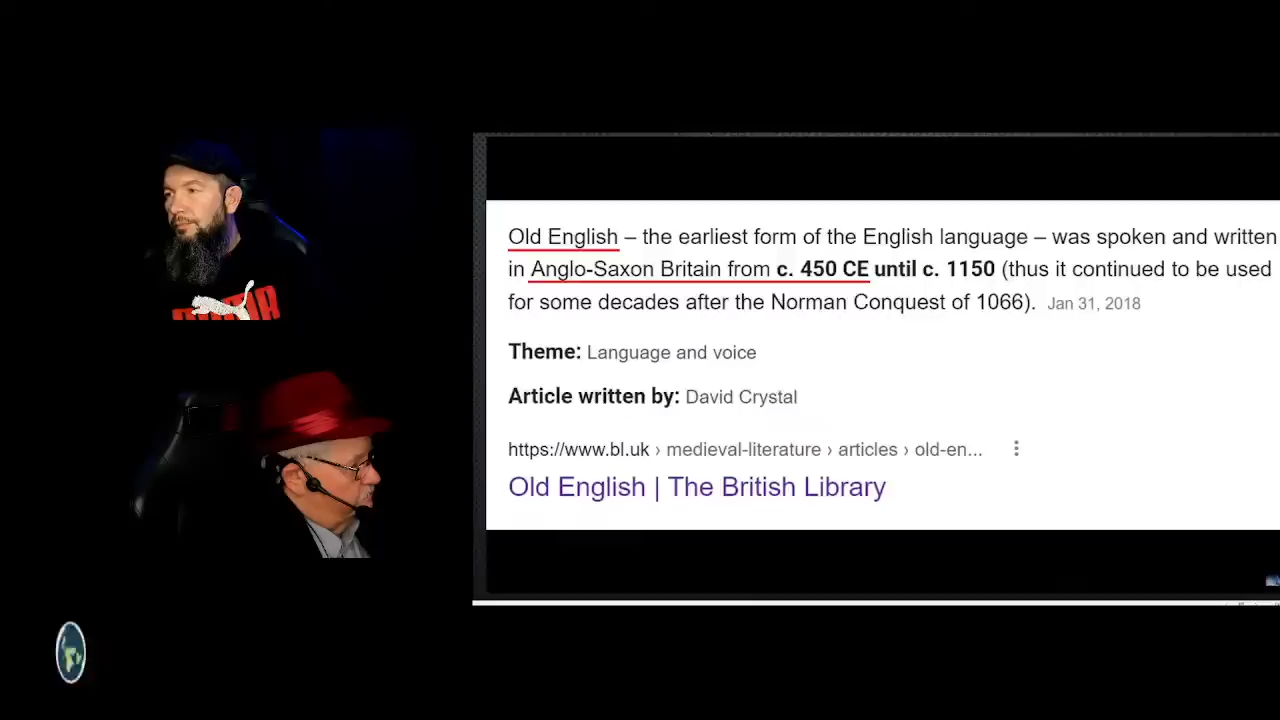 Old English – the earliest form of the English language – was spoken and written
in Anglo-Saxon Britain from c. 450 CE until c. 1150 (thus it continued to be used
for some decades after the Norman Conquest of 1066). Jan 31, 2018
Theme: Language and voice
Article written by: David Crystal
https://www.bl.uk › medieval-literature › articles › old-en...
Old English | The British Library